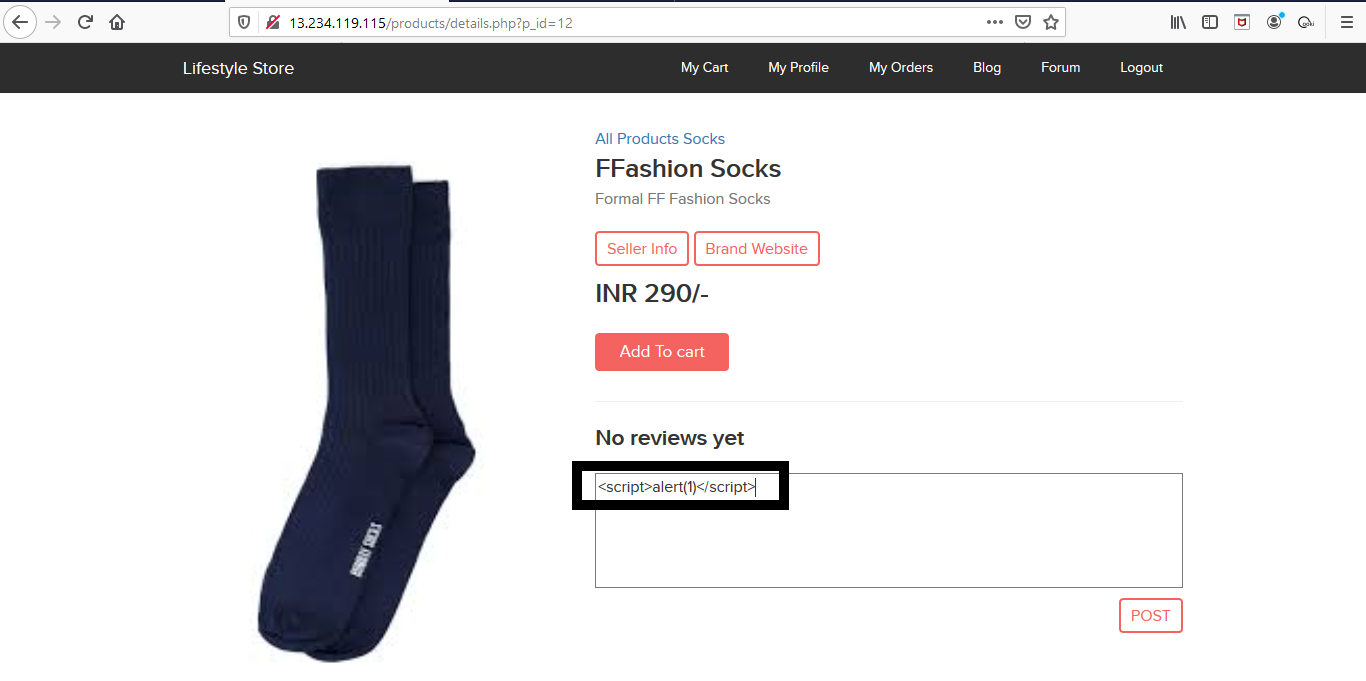 13.234.119.115/products/details.php?p_id=12
Lifestyle Store
My Cart My Profile My Orders Blog Forum Logout
All Products Socks
FFashion Socks
Formal FF Fashion Socks
Seller Info Brand Website
INR 290/-
Add To cart
No reviews yet
<script>alert(1)</script>
POST